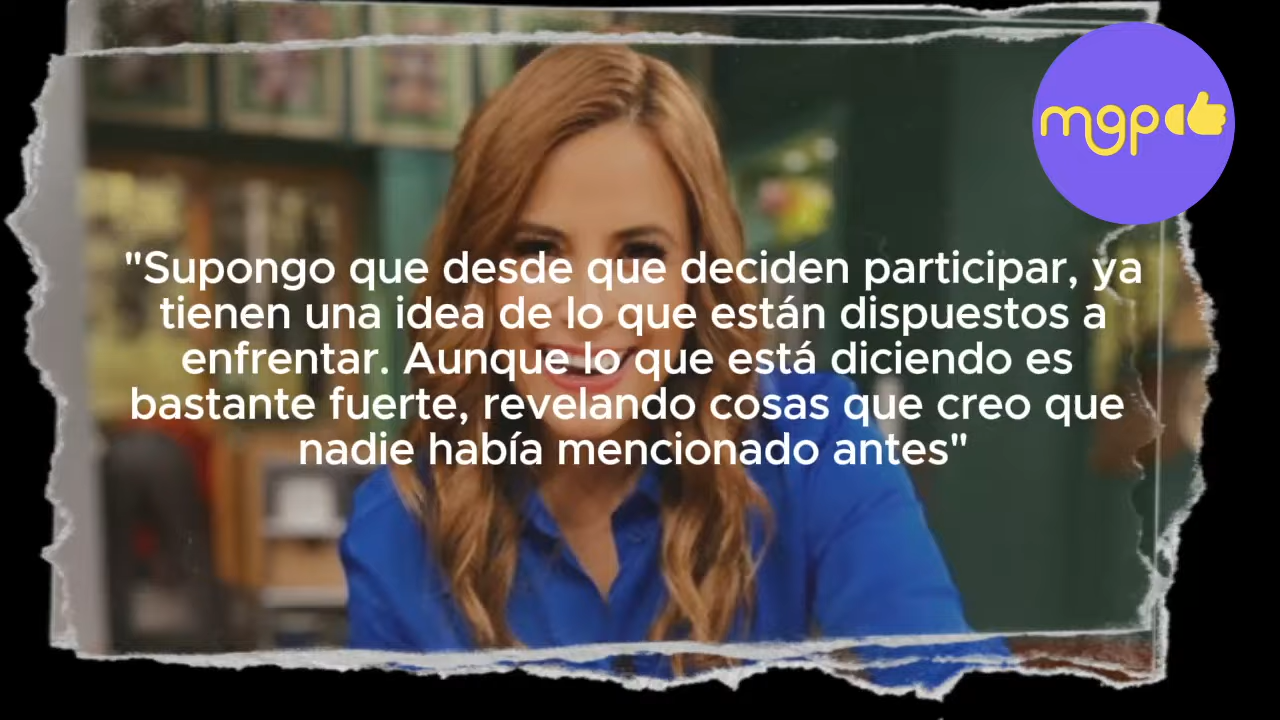 mgp
"Supongo que desde que deciden participar, ya
tienen una idea de lo que están dispuestos a
enfrentar. Aunque lo que está diciendo es
bastante fuerte, revelando cosas que creo que
nadie había mencionado antes"